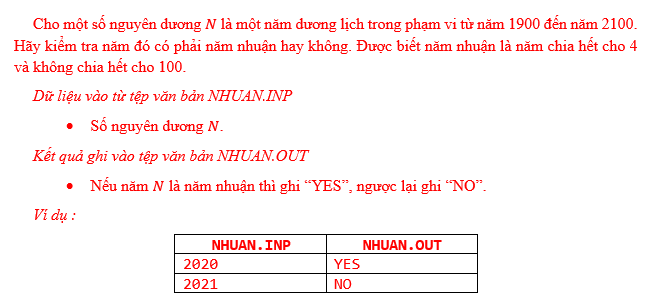 Cho một số nguyên dương N là một năm dương lịch trong phạm vi từ năm 1900 đến năm 2100.
Hãy kiểm tra năm đó có phải năm nhuận hay không. Được biết năm nhuận là năm chia hết cho 4
và không chia hết cho 100.
Dữ liệu vào từ tệp văn bản NHUAN.INP
• Số nguyên dương N.
Kết quả ghi vào tệp văn bản NHUAN.OUT
• Nếu năm N là năm nhuận thì ghi “YES”, ngược lại ghi “NO”.
Ví dụ :
NHUAN.INP NHUAN.OUT
2020 YES
2021 NO